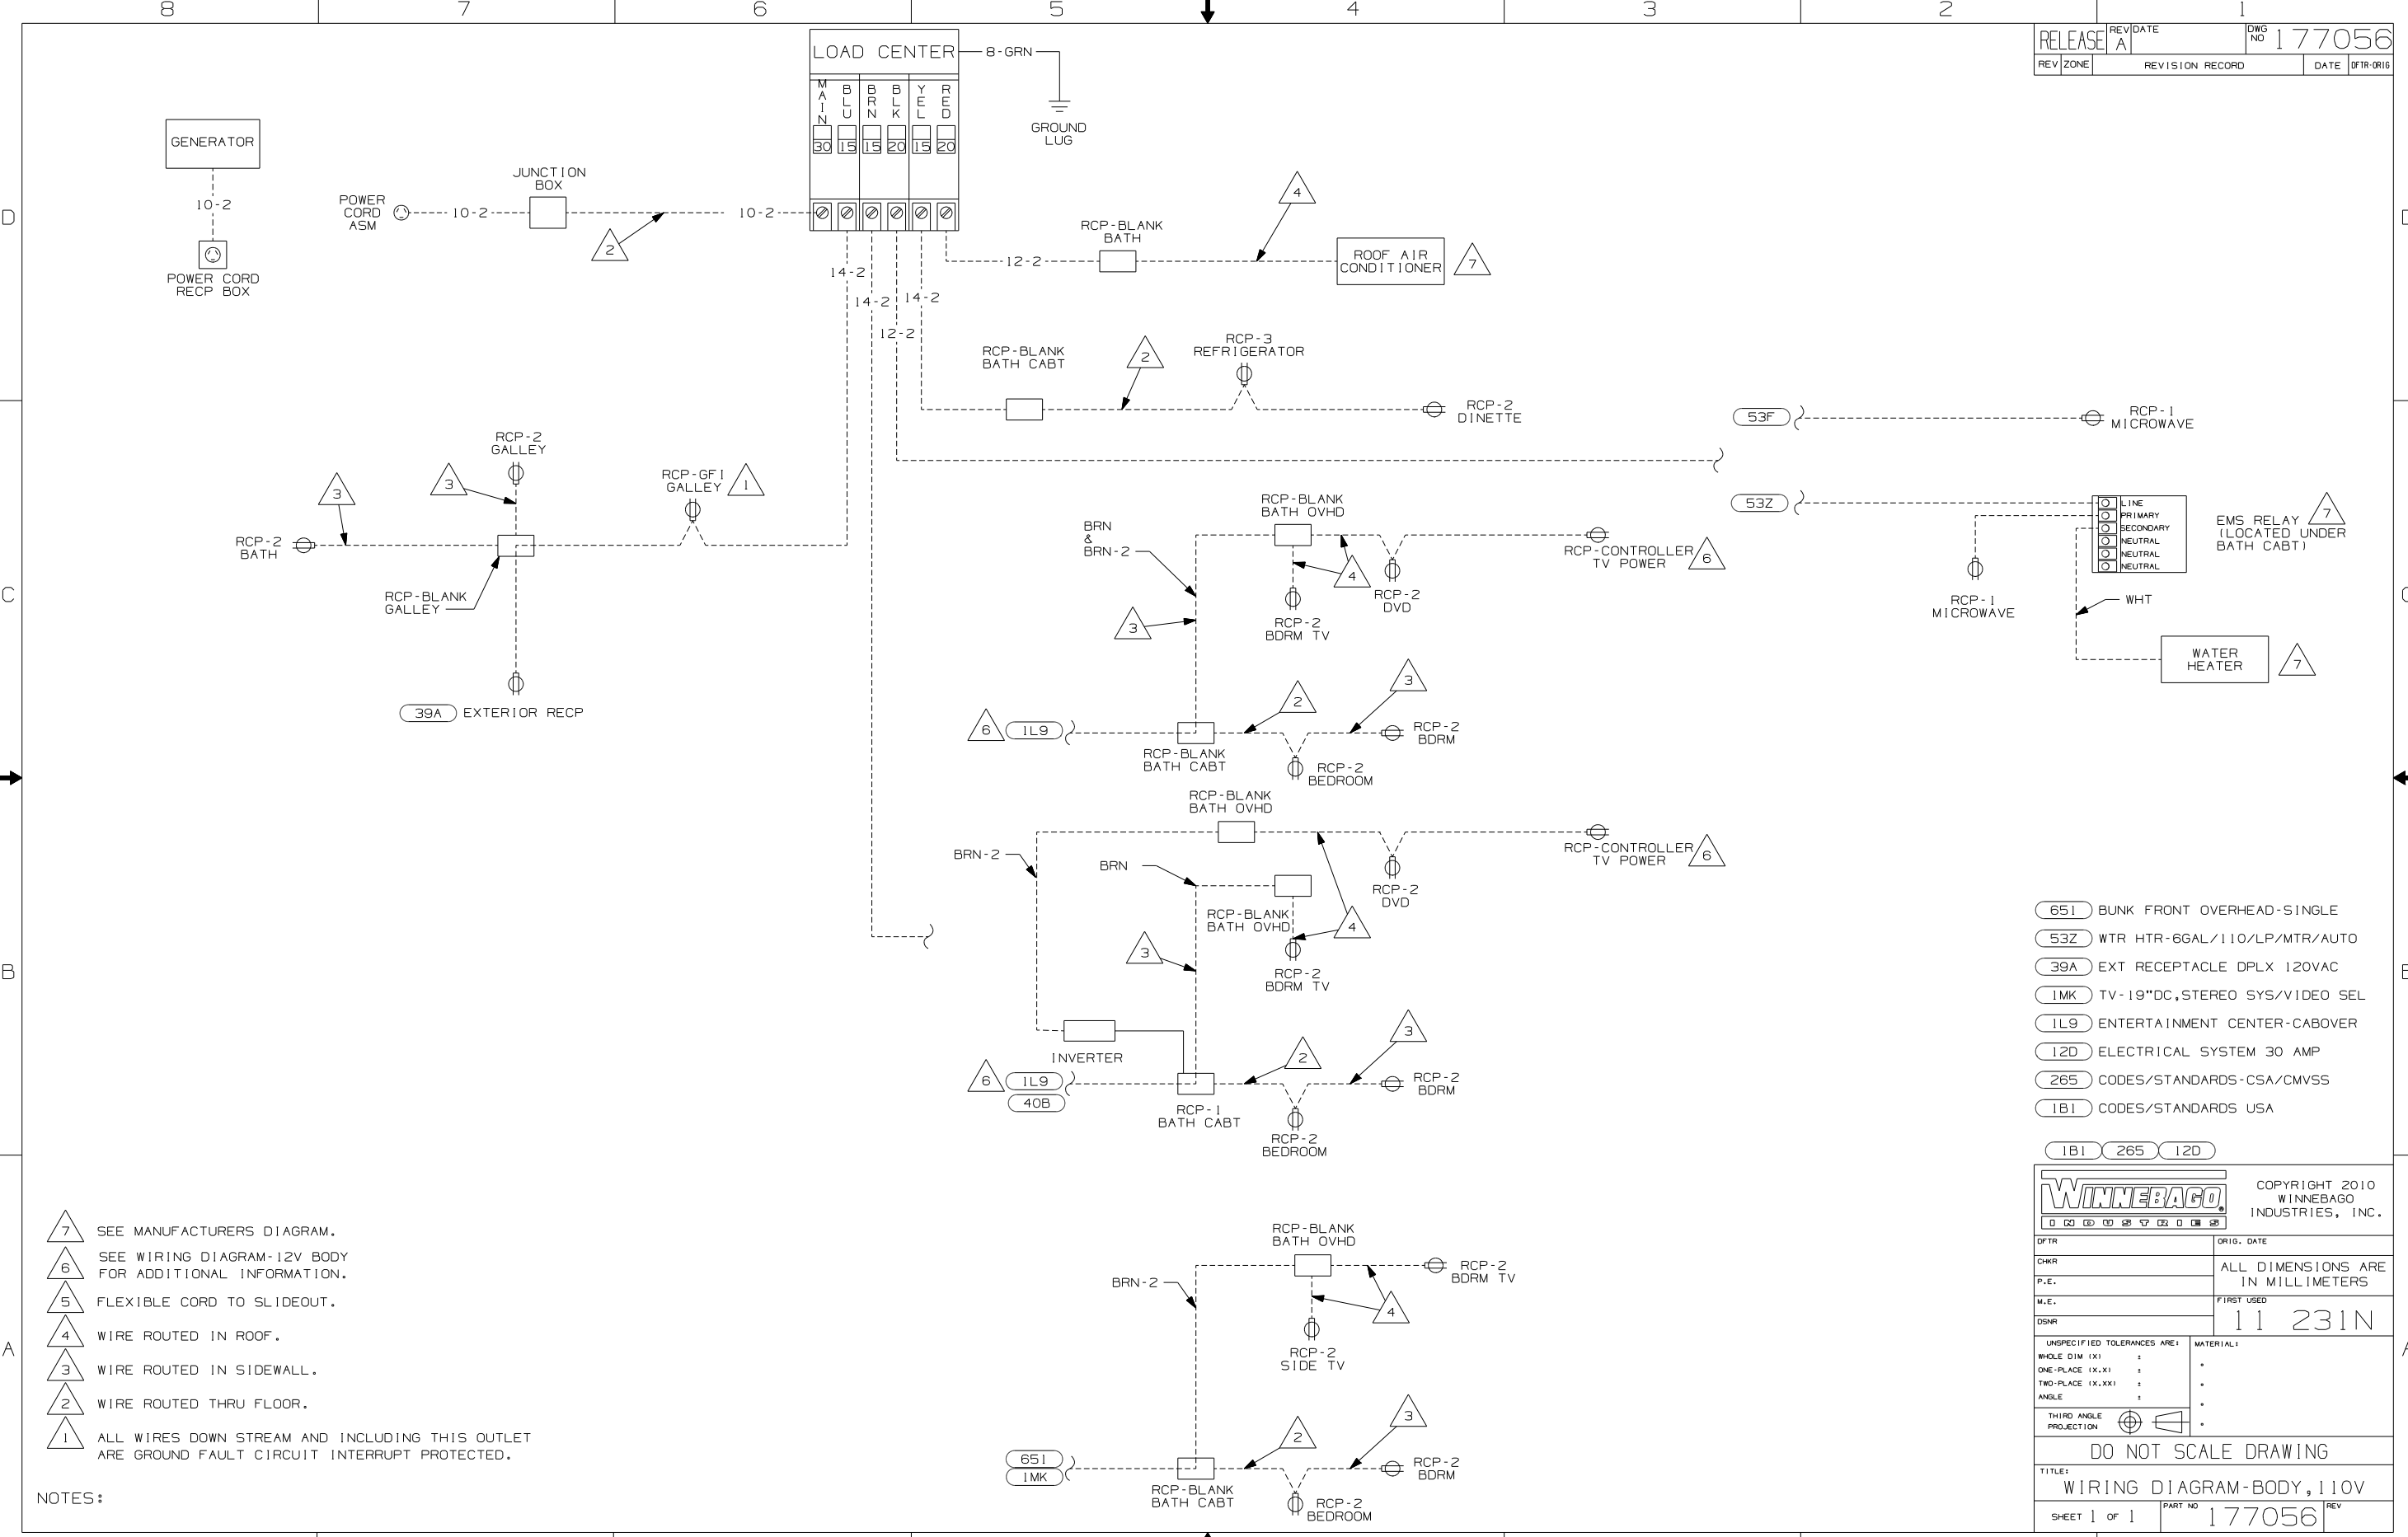 8 7 6 5 4 3 2 1
RELEASE
REV
A
DATE
DWG
NO
177056
REV ZONE REVISION RECORD DATE DFTR-ORIG
LOAD CENTER
8-GRN
GROUND
LUG
MAIN BLU BRN BLK YEL RED
30 15 15 20 15 20
GENERATOR
10-2
POWER CORD
RECP BOX
POWER
CORD
ASM
10-2
JUNCTION
BOX
10-2
2
D
14-2
14-2
14-2
12-2
12-2
RCP-BLANK
BATH
4
ROOF AIR
CONDITIONER
7
RCP-BLANK
BATH CABT
2
RCP-3
REFRIGERATOR
RCP-2
DINETTE
53F
RCP-1
MICROWAVE
RCP-2
GALLEY
3
3
RCP-GFI
GALLEY
1
RCP-2
BATH
RCP-BLANK
GALLEY
39A EXTERIOR RECP
C
53Z
LINE
PRIMARY
SECONDARY
NEUTRAL
NEUTRAL
NEUTRAL
EMS RELAY
(LOCATED UNDER
BATH CABT)
7
RCP-1
MICROWAVE
WHT
WATER
HEATER
7
BRN
&
BRN-2
RCP-BLANK
BATH OVHD
RCP-CONTROLLER
TV POWER
6
4
RCP-2
DVD
RCP-2
BDRM TV
3
6
1L9
RCP-BLANK
BATH CABT
2
3
RCP-2
BDRM
RCP-2
BEDROOM
RCP-BLANK
BATH OVHD
BRN-2
BRN
RCP-CONTROLLER
TV POWER
6
RCP-2
DVD
RCP-BLANK
BATH OVHD
4
3
RCP-2
BDRM TV
B
INVERTER
6
1L9
40B
RCP-1
BATH CABT
2
3
RCP-2
BDRM
RCP-2
BEDROOM
651 BUNK FRONT OVERHEAD-SINGLE
53Z WTR HTR-6GAL/110/LP/MTR/AUTO
39A EXT RECEPTACLE DPLX 120VAC
1MK TV-19"DC,STEREO SYS/VIDEO SEL
1L9 ENTERTAINMENT CENTER-CABOVER
12D ELECTRICAL SYSTEM 30 AMP
265 CODES/STANDARDS-CSA/CMVSS
1B1 CODES/STANDARDS USA
1B1 265 12D
RCP-BLANK
BATH OVHD
BRN-2
RCP-2
BDRM TV
4
RCP-2
SIDE TV
651
1MK
RCP-BLANK
BATH CABT
2
3
RCP-2
BDRM
RCP-2
BEDROOM
A
7 SEE MANUFACTURERS DIAGRAM.
6 SEE WIRING DIAGRAM-12V BODY
FOR ADDITIONAL INFORMATION.
5 FLEXIBLE CORD TO SLIDEOUT.
4 WIRE ROUTED IN ROOF.
3 WIRE ROUTED IN SIDEWALL.
2 WIRE ROUTED THRU FLOOR.
1 ALL WIRES DOWN STREAM AND INCLUDING THIS OUTLET
ARE GROUND FAULT CIRCUIT INTERRUPT PROTECTED.
NOTES:
WINNEBAGO
INDUSTRIES
COPYRIGHT 2010
WINNEBAGO
INDUSTRIES, INC.
DFTR
ORIG. DATE
CHKR
ALL DIMENSIONS ARE
IN MILLIMETERS
P.E.
M.E.
FIRST USED
11 231N
DSNR
UNSPECIFIED TOLERANCES ARE:
MATERIAL:
WHOLE DIM (X) ±
ONE-PLACE (X.X) ±
TWO-PLACE (X.XX) ±
ANGLE ±
THIRD ANGLE
PROJECTION
DO NOT SCALE DRAWING
TITLE:
WIRING DIAGRAM-BODY,110V
SHEET 1 OF 1
PART NO
177056
REV